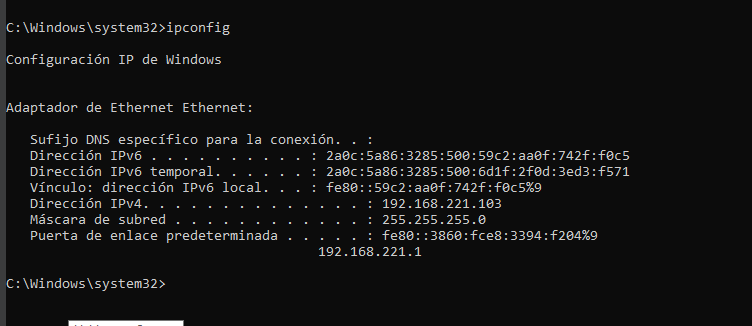 C:\Windows\system32>ipconfig
Configuración IP de Windows
Adaptador de Ethernet Ethernet:
Sufijo DNS específico para la conexión. . :
Dirección IPv6 . . . . . . . . . . : 2a0c:5a86:3285:500:59c2:aa0f:742f:f0c5
Dirección IPv6 temporal. . . . . . : 2a0c:5a86:3285:500:6d1f:2f0d:3ed3:f571
Vínculo: dirección IPv6 local. . . : fe80::59c2:aa0f:742f:f0c5%9
Dirección IPv4. . . . . . . . . . . . . . : 192.168.221.103
Máscara de subred . . . . . . . . . . . . : 255.255.255.0
Puerta de enlace predeterminada . . . . . : fe80::3860:fce8:3394:f204%9
192.168.221.1
C:\Windows\system32>